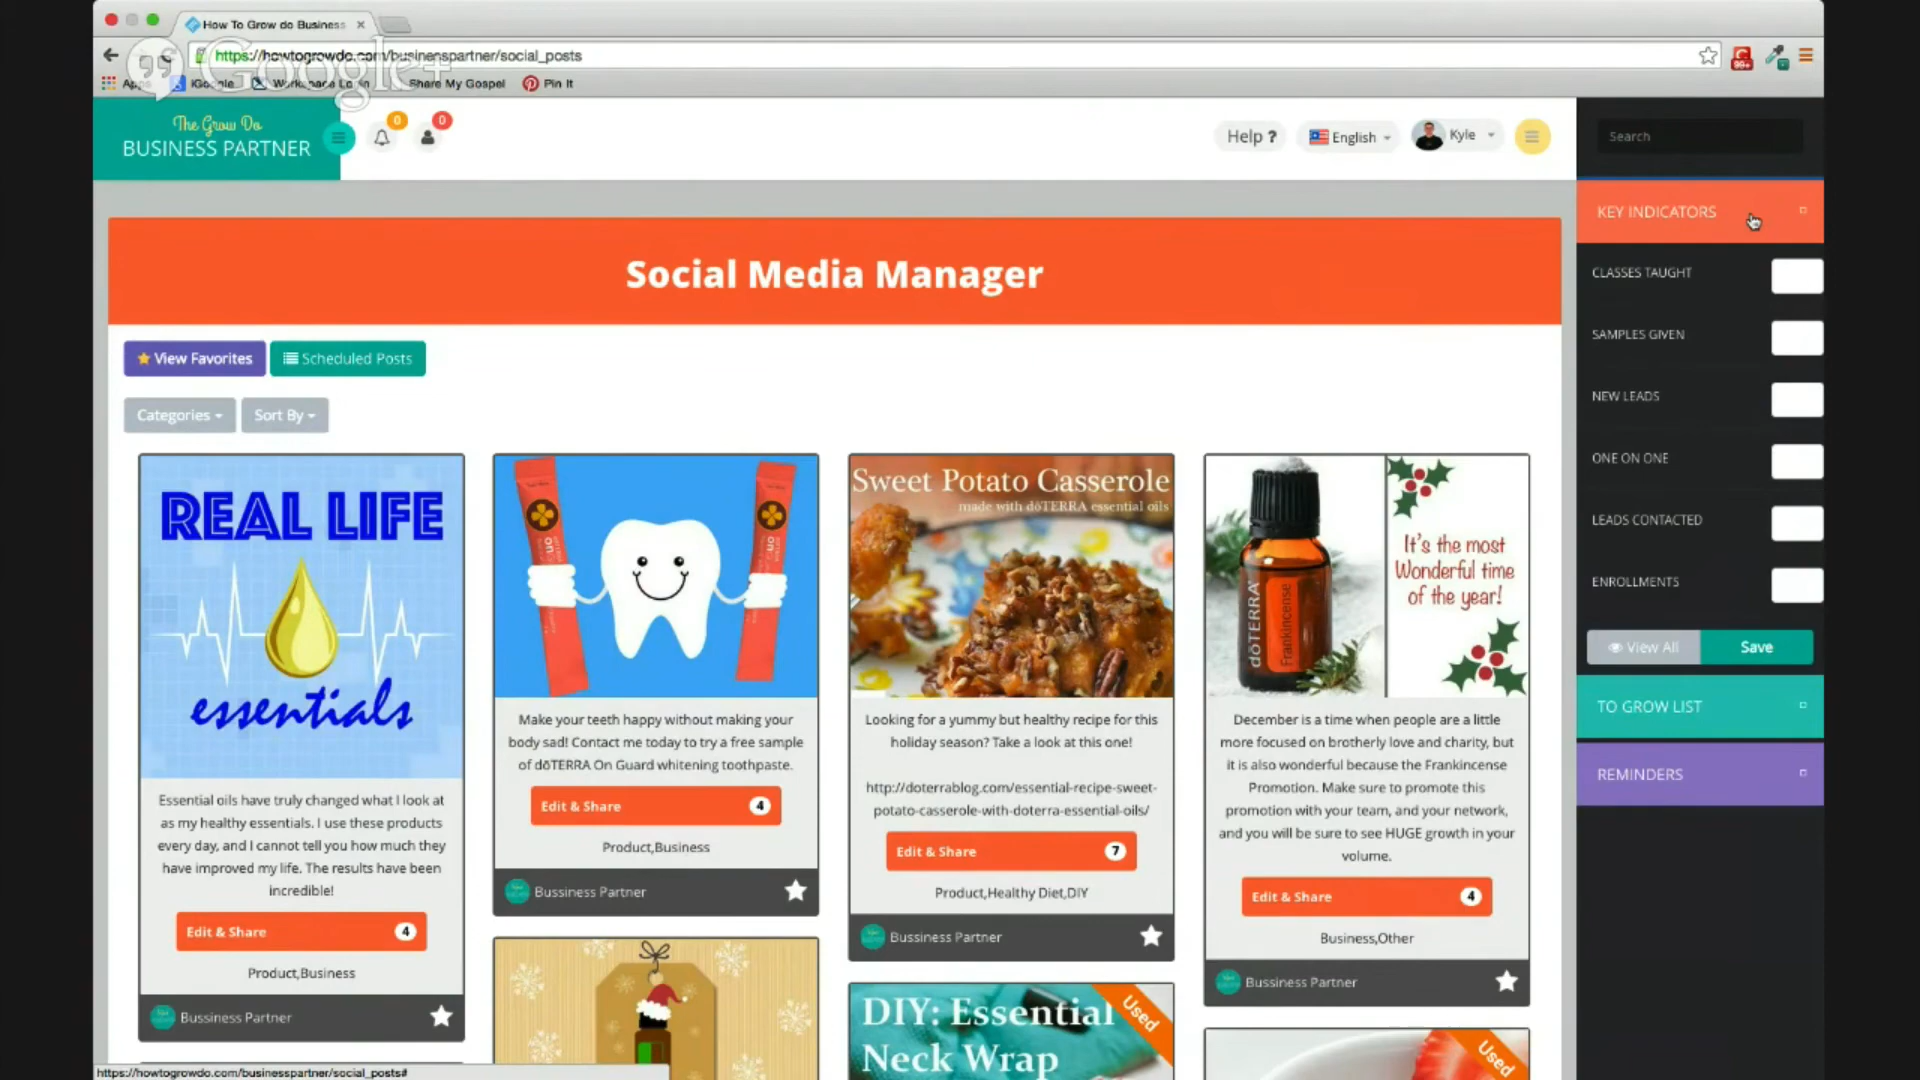 How To Grow do Business
https://howtogrowdo.com/businesspartner/social_posts
Google+
Apps
iGoogle
Workspace Login
Share My Gospel
Pin It
The Grow Do
BUSINESS PARTNER
0
0
Help ?
English
Kyle
Search
Social Media Manager
View Favorites
Scheduled Posts
Categories
Sort By
REAL LIFE
essentials
Essential oils have truly changed what I look at
as my healthy essentials. I use these products
every day, and I cannot tell you how much they
have improved my life. The results have been
incredible!
Edit & Share 4
Product,Business
Bussiness Partner
on
Make your teeth happy without making your
body sad! Contact me today to try a free sample
of dōTERRA On Guard whitening toothpaste.
Edit & Share 4
Product,Business
Bussiness Partner
Sweet Potato Casserole
made with dōTERRA essential oils
Looking for a yummy but healthy recipe for this
holiday season? Take a look at this one!
http://doterrablog.com/essential-recipe-sweet-
potato-casserole-with-doterra-essential-oils/
Edit & Share 7
Product,Healthy Diet,DIY
Bussiness Partner
DIY: Essential
Neck Wrap
Used
dōTERRA
Frankincense
It's the most
Wonderful time
of the year!
December is a time when people are a little
more focused on brotherly love and charity, but
it is also wonderful because the Frankincense
Promotion. Make sure to promote this
promotion with your team, and your network,
and you will be sure to see HUGE growth in your
volume.
Edit & Share 4
Business,Other
Bussiness Partner
Used
KEY INDICATORS
CLASSES TAUGHT
SAMPLES GIVEN
NEW LEADS
ONE ON ONE
LEADS CONTACTED
ENROLLMENTS
View All
Save
TO GROW LIST
REMINDERS
https://howtogrowdo.com/businesspartner/social_posts#